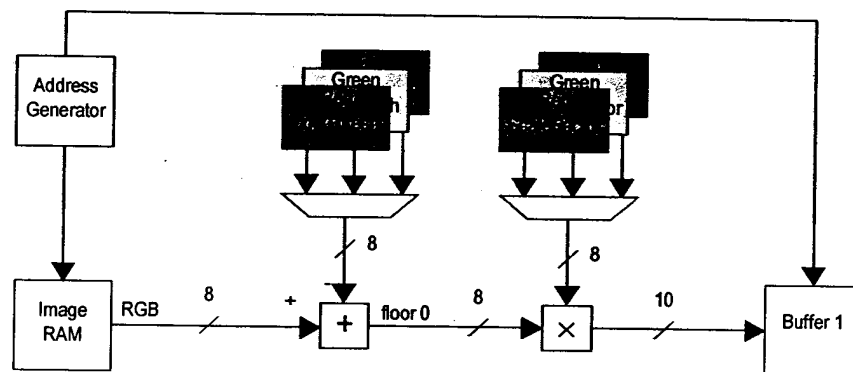 Address
Generator
Green
Green
8
8
Image
RAM
RGB
8
+
+
floor 0
8
×
10
Buffer 1